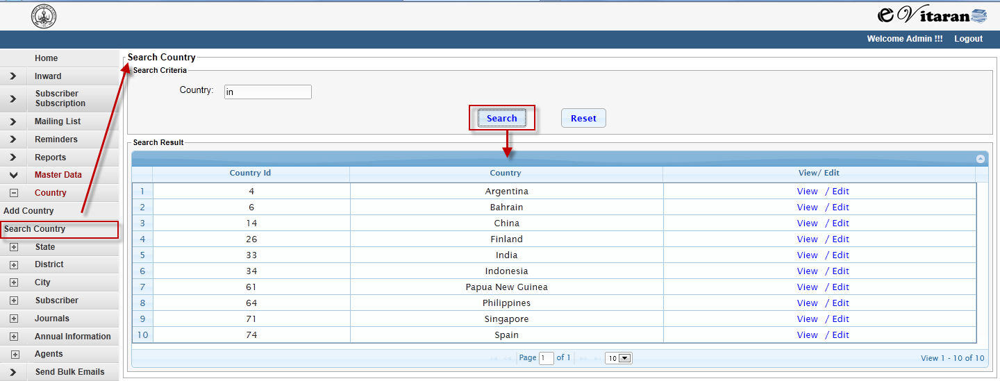 e Vitaran
Welcome Admin !!! Logout
Home
Inward
Subscriber
Subscription
Mailing List
Reminders
Reports
Master Data
Country
Add Country
Search Country
State
District
City
Subscriber
Journals
Annual Information
Agents
Send Bulk Emails
Search Country
Search Criteria
Country: in
Search Reset
Search Result
Country Id Country View/ Edit
1 4 Argentina View / Edit
2 6 Bahrain View / Edit
3 14 China View / Edit
4 26 Finland View / Edit
5 33 India View / Edit
6 34 Indonesia View / Edit
7 61 Papua New Guinea View / Edit
8 64 Philippines View / Edit
9 71 Singapore View / Edit
10 74 Spain View / Edit
Page 1 of 1 10 View 1 - 10 of 10